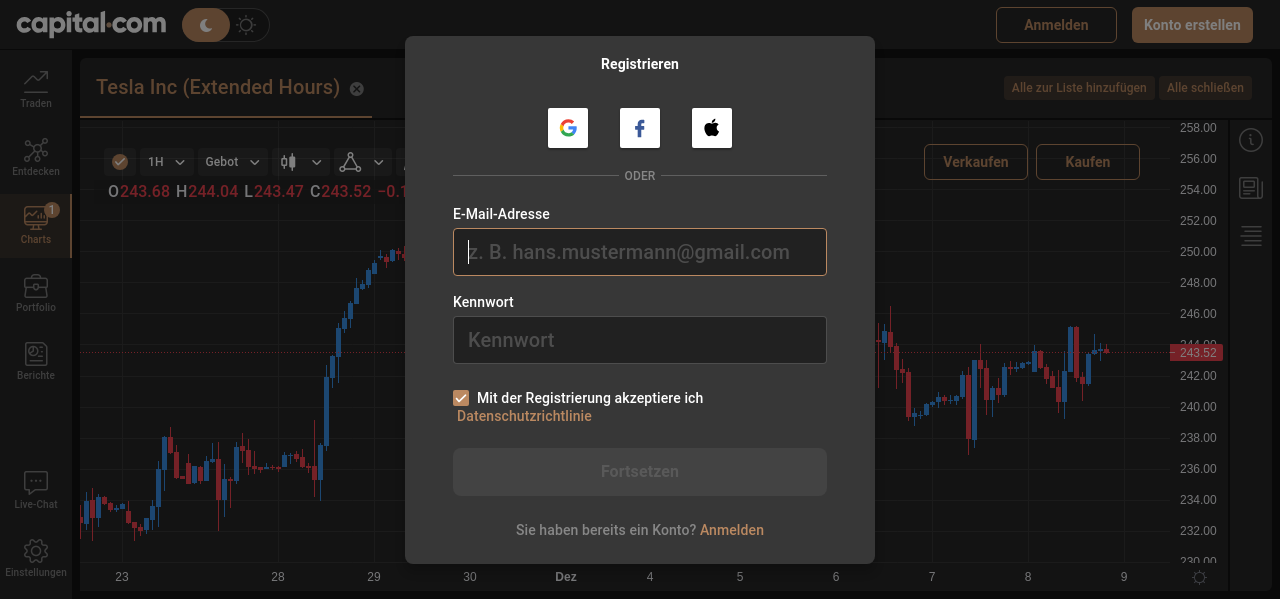 capital.com
Anmelden
Konto erstellen
Registrieren
Tesla Inc (Extended Hours)
Alle zur Liste hinzufügen
Alle schließen
Traden
Entdecken
1
Charts
Portfolio
Berichte
Live-Chat
Einstellungen
1H
Gebot
Verkaufen
Kaufen
O243.68 H244.04 L243.47 C243.52 −0.1
ODER
E-Mail-Adresse
z. B. hans.mustermann@gmail.com
Kennwort
Kennwort
Mit der Registrierung akzeptiere ich
Datenschutzrichtlinie
Fortsetzen
Sie haben bereits ein Konto? Anmelden
258.00
256.00
254.00
252.00
250.00
248.00
246.00
244.00
243.52
242.00
240.00
238.00
236.00
234.00
232.00
230.00
23 28 29 30 Dez 4 5 6 7 8 9